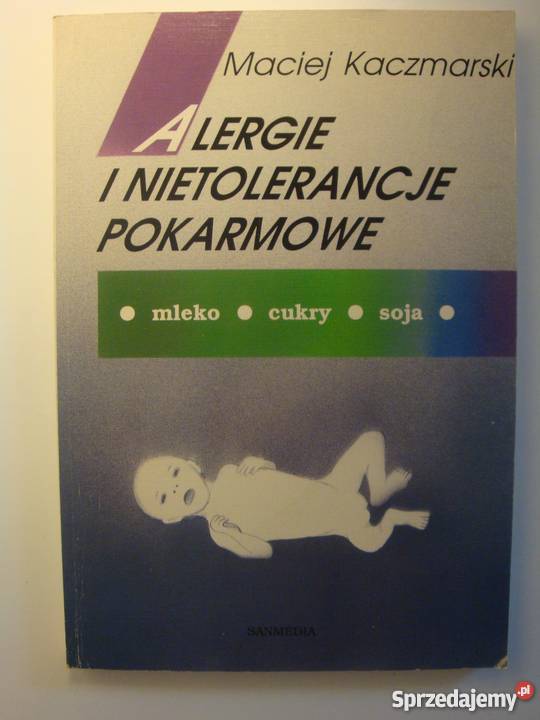 Maciej Kaczmarski
ALERGIE
I NIETOLERANCJE
POKARMOWE
• mleko • cukry • soja •
SANMEDIA
Sprzedajemy.pl